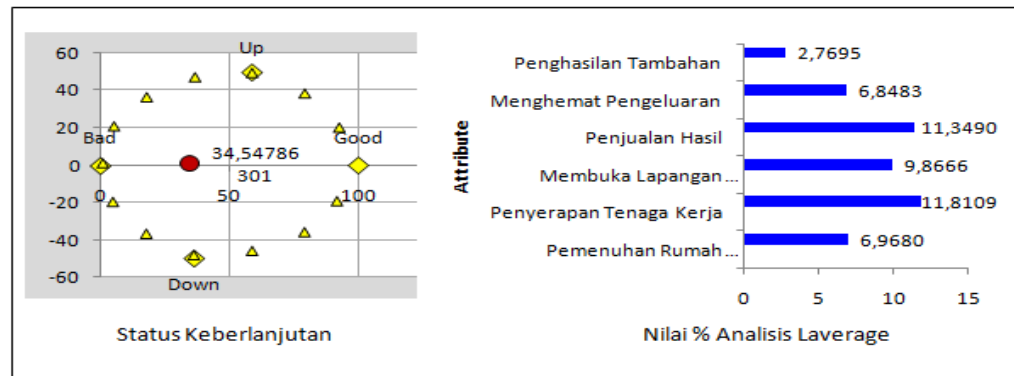 60
Up
40
20
Bad
Good
34,54786
301
0
0
50
100
-20
-40
-60
Down
Status Keberlanjutan
Attribute
Penghasilan Tambahan
2,7695
Menghemat Pengeluaran
6,8483
Penjualan Hasil
11,3490
Membuka Lapangan ...
9,8666
Penyerapan Tenaga Kerja
11,8109
Pemenuhan Rumah ...
6,9680
0
5
10
15
Nilai % Analisis Laverage